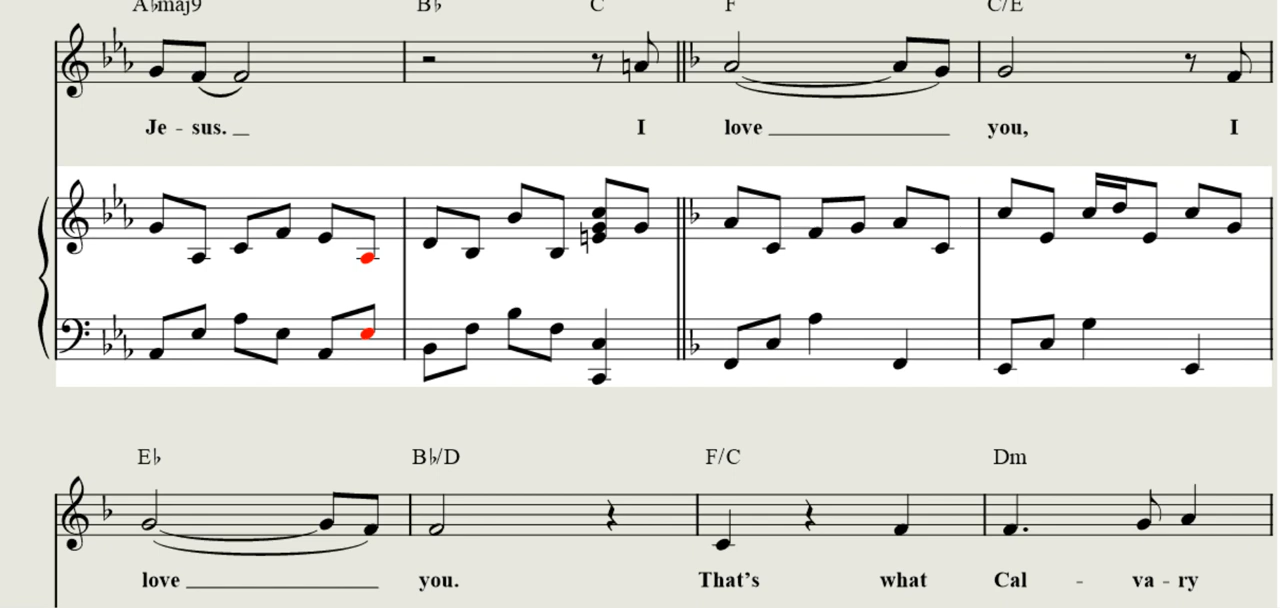 A♭maj9 B♭ C F C/E
Je - sus. I love you, I
E♭ B♭/D F/C Dm
love you. That's what Cal - va - ry